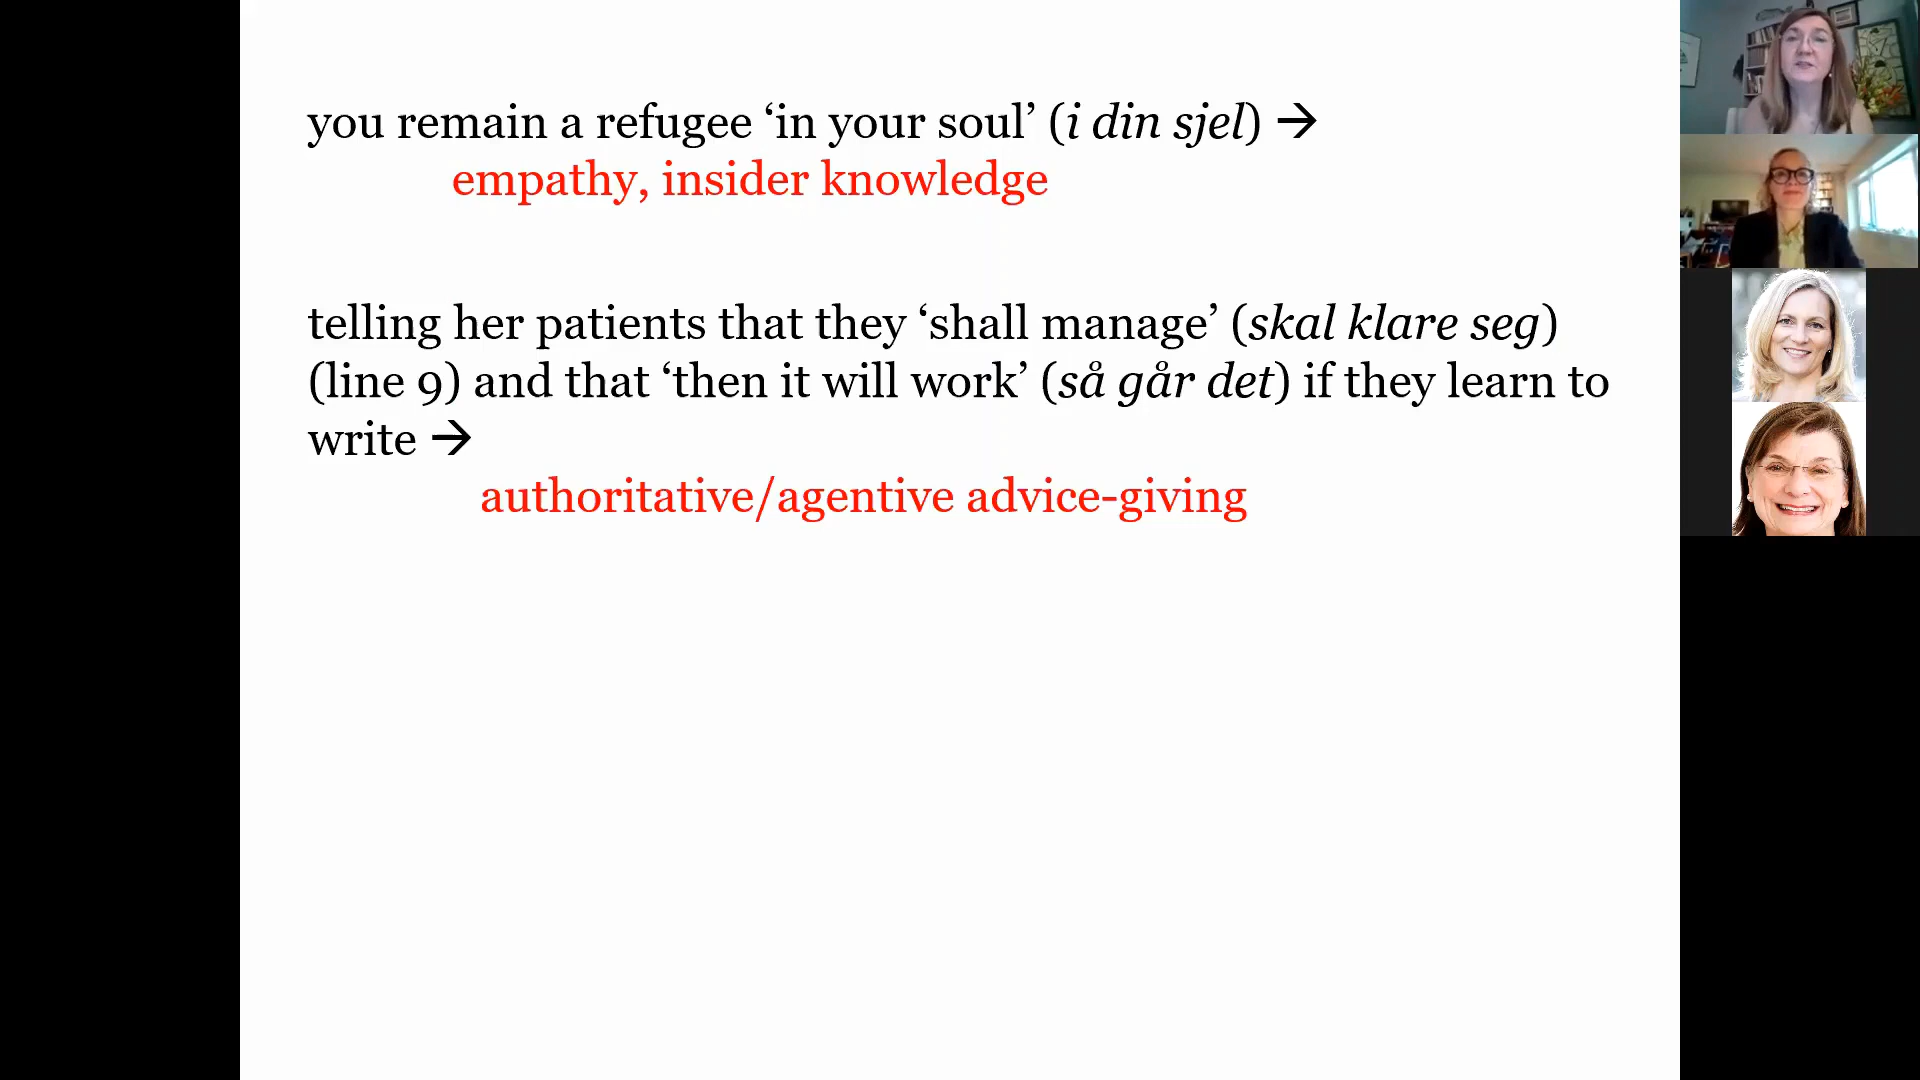 you remain a refugee ‘in your soul’ (i din sjel) →
empathy, insider knowledge
telling her patients that they ‘shall manage’ (skal klare seg)
(line 9) and that ‘then it will work’ (så går det) if they learn to
write →
authoritative/agentive advice-giving